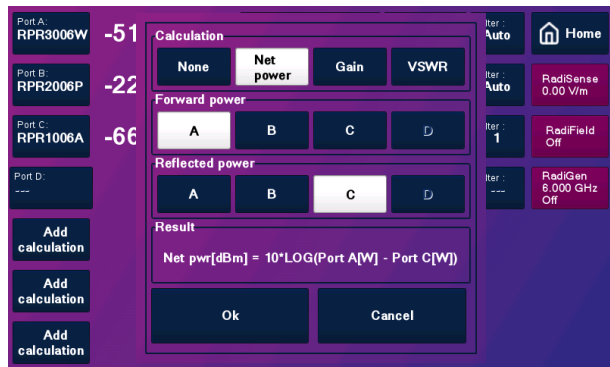 Port A:
RPR3006W
-51
Calculation
None
Net
power
Gain
VSWR
lter :
Auto
Home
Port B:
RPR2006P
-22
lter :
Auto
RadiSense
0.00 V/m
Forward power
A
B
C
D
Port C:
RPR1006A
-66
lter :
1
RadiField
Off
Reflected power
A
B
C
D
Port D:
---
lter :
---
RadiGen
6.000 GHz
Off
Add
calculation
Result
Net pwr[dBm] = 10*LOG(Port A[W] - Port C[W])
Add
calculation
Ok
Cancel
Add
calculation